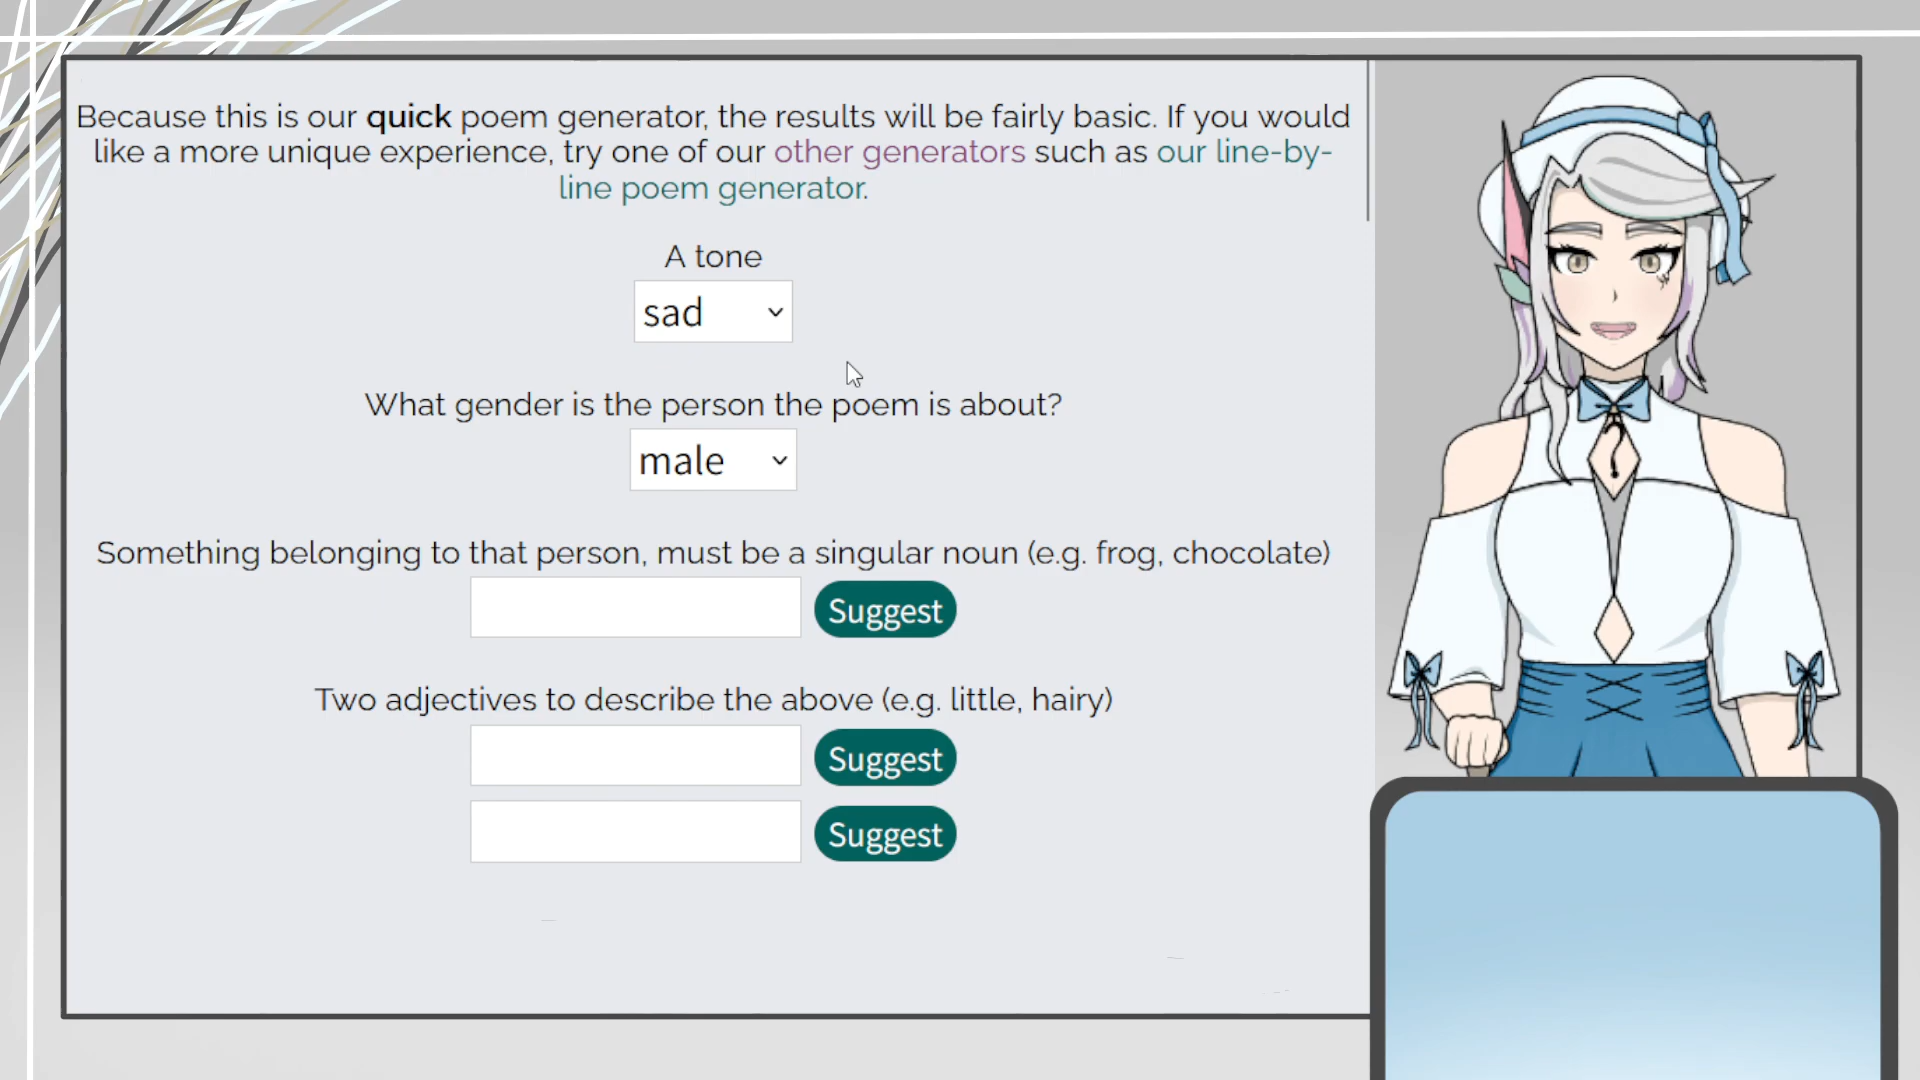 Because this is our quick poem generator, the results will be fairly basic. If you would
like a more unique experience, try one of our other generators such as our line-by-
line poem generator.
A tone
sad
What gender is the person the poem is about?
male
Something belonging to that person, must be a singular noun (e.g. frog, chocolate)
Suggest
Two adjectives to describe the above (e.g. little, hairy)
Suggest
Suggest